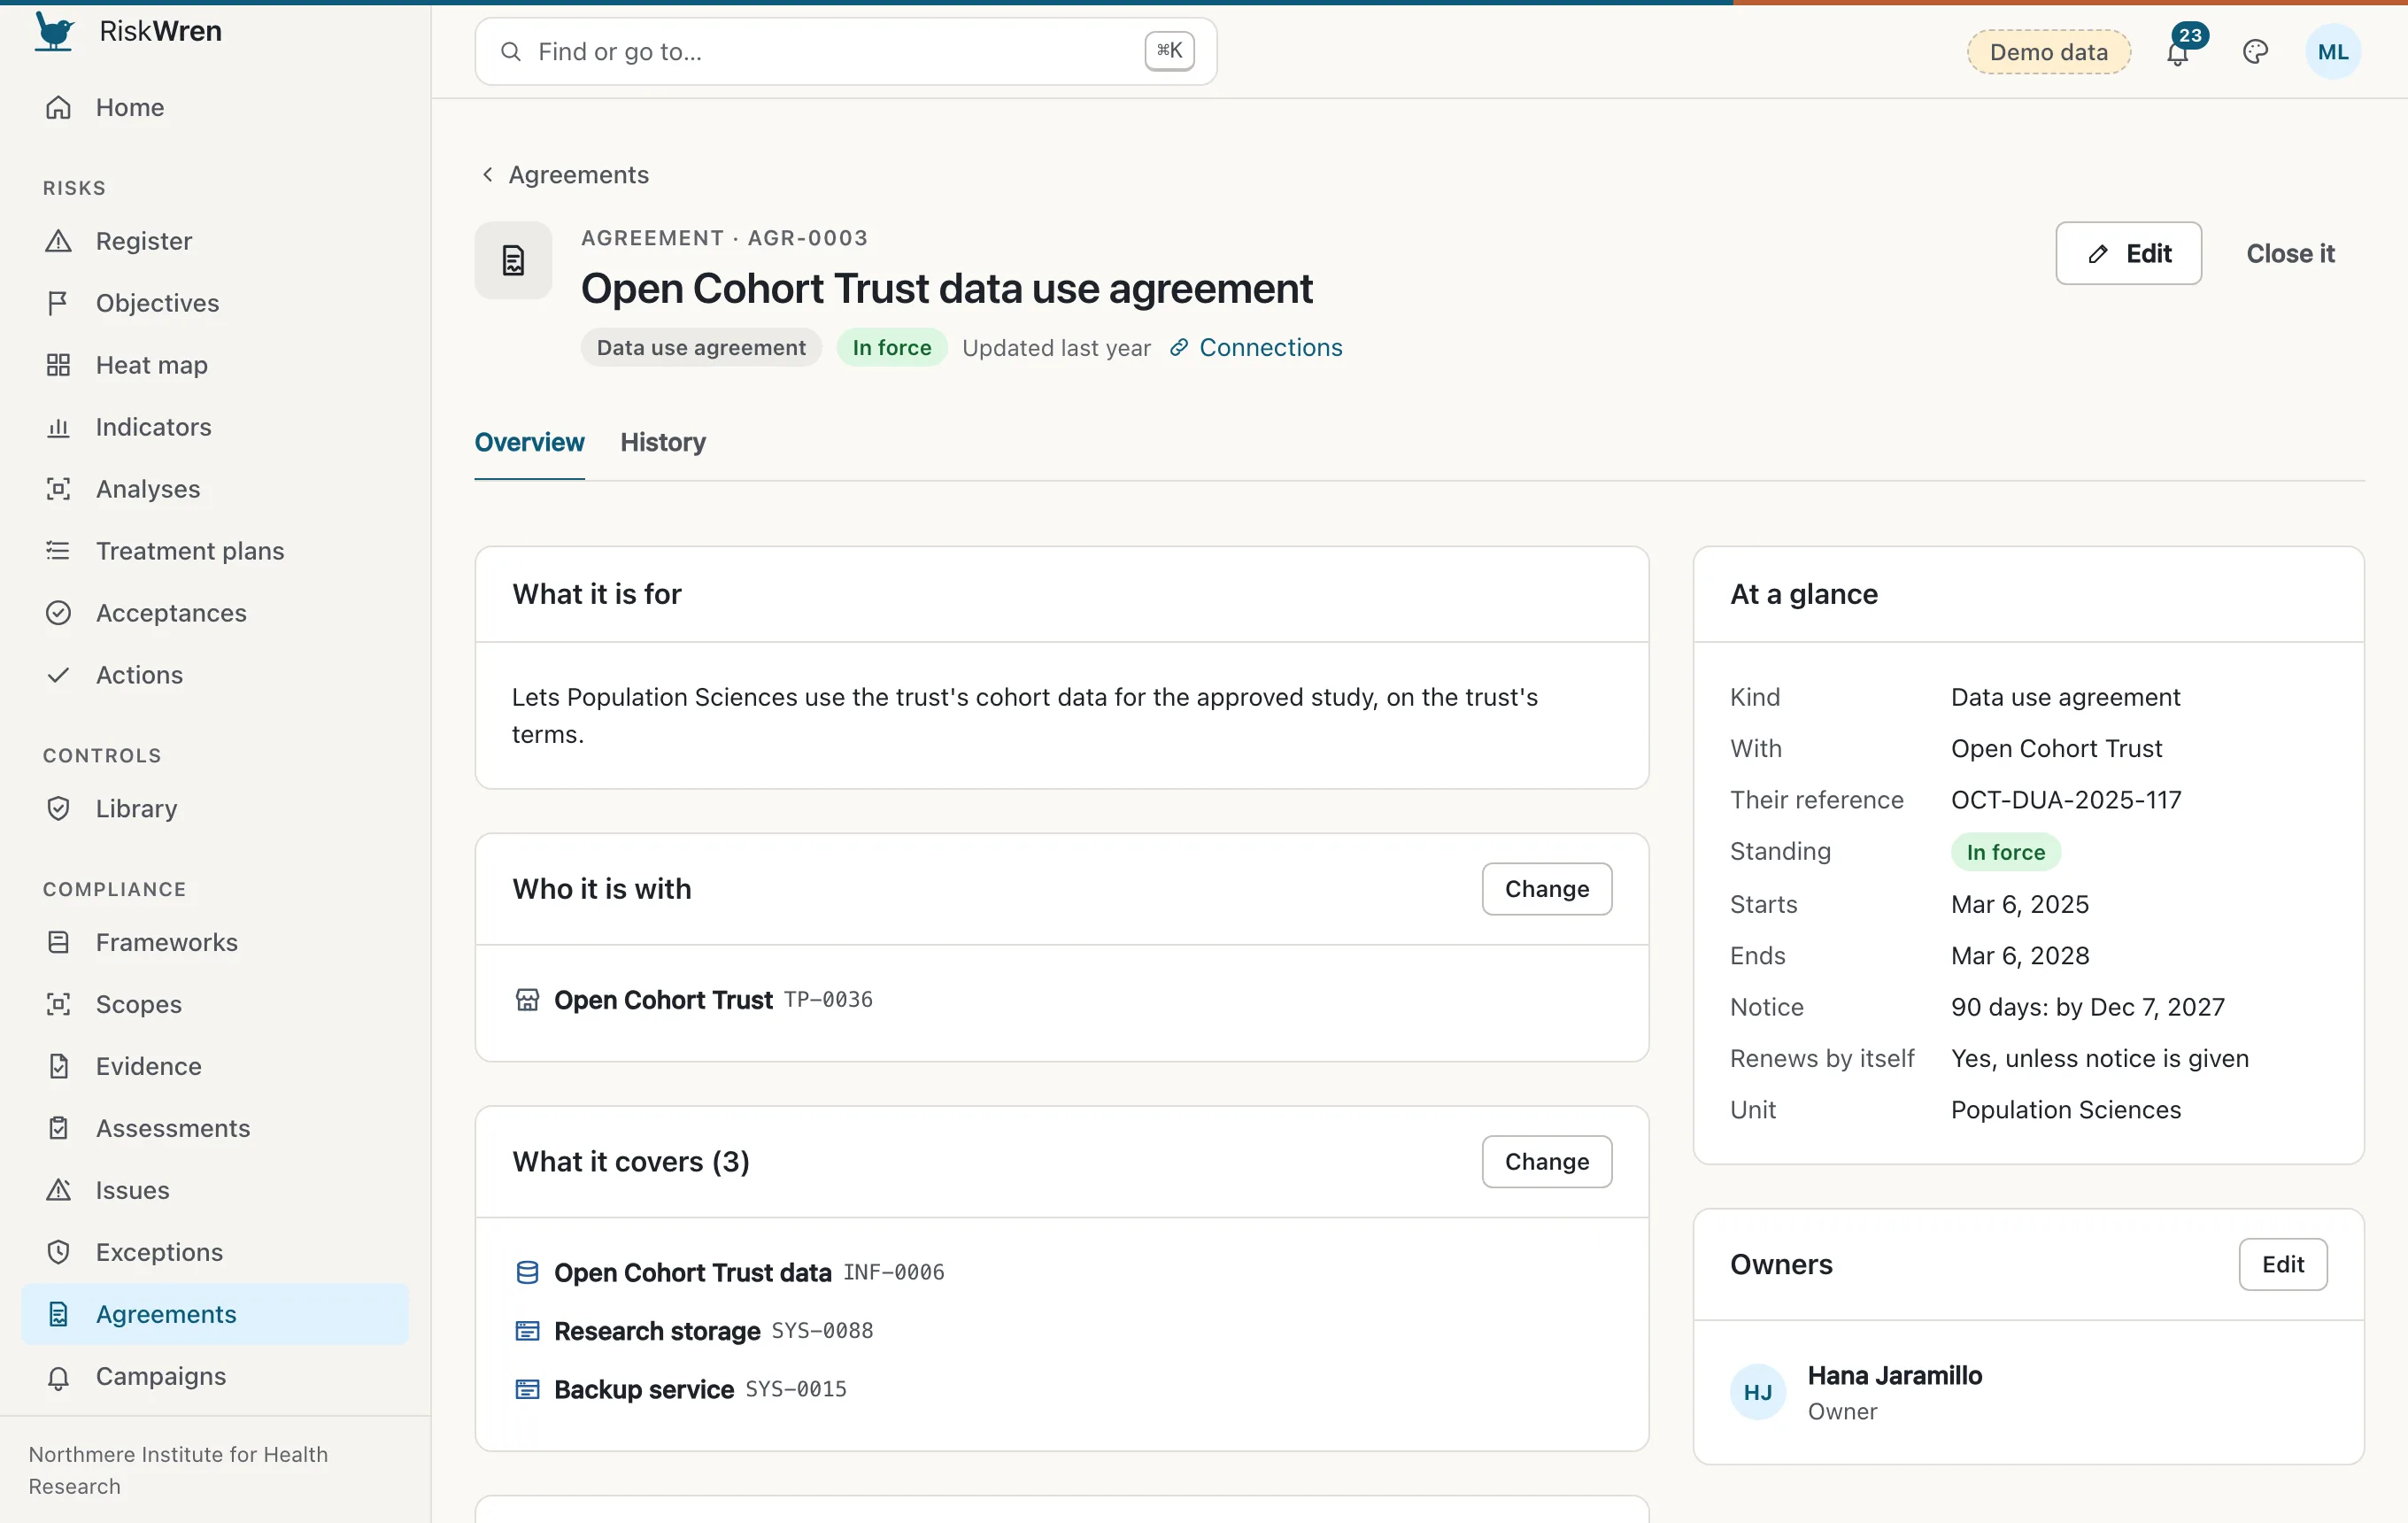 RiskWren
Home
RISKS
Register
Objectives
Heat map
Indicators
Analyses
Treatment plans
Acceptances
Actions
CONTROLS
Library
COMPLIANCE
Frameworks
Scopes
Evidence
Assessments
Issues
Exceptions
Agreements
Campaigns
Northmere Institute for Health
Research
Find or go to...
⌘K
Demo data
23
ML
Agreements
AGREEMENT · AGR-0003
Open Cohort Trust data use agreement
Data use agreement In force Updated last year Connections
Edit
Close it
Overview History
What it is for
Lets Population Sciences use the trust's cohort data for the approved study, on the trust's
terms.
Who it is with
Change
Open Cohort Trust TP-0036
What it covers (3)
Change
Open Cohort Trust data INF-0006
Research storage SYS-0088
Backup service SYS-0015
At a glance
Kind Data use agreement
With Open Cohort Trust
Their reference OCT-DUA-2025-117
Standing In force
Starts Mar 6, 2025
Ends Mar 6, 2028
Notice 90 days: by Dec 7, 2027
Renews by itself Yes, unless notice is given
Unit Population Sciences
Owners
Edit
HJ
Hana Jaramillo
Owner